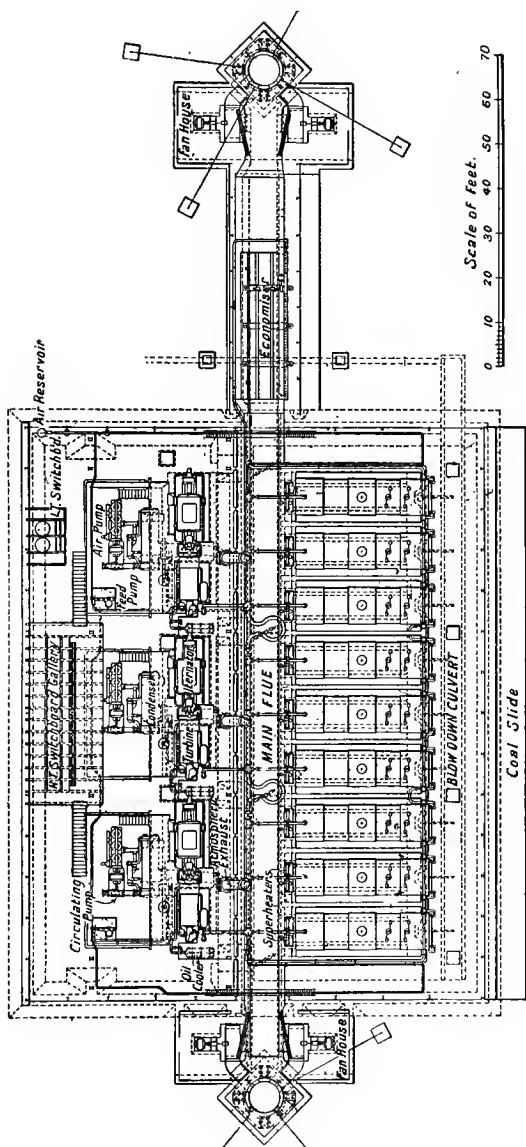 Fan House
70
60
50
40
30
20
10
0
Scale of Feet.
Economiser
Air Reservoir
L.T. Switchbd.
Air Pump
Feed Pump
H.T. Switchboard Gallery
Condenser
Alternator
Turbine
Circulating
Pump
Oil
Cooler
Atmospheric
Exhaust
MAIN FLUE
Superheaters
BLOW DOWN CULVERT
Coal Slide
Fan House